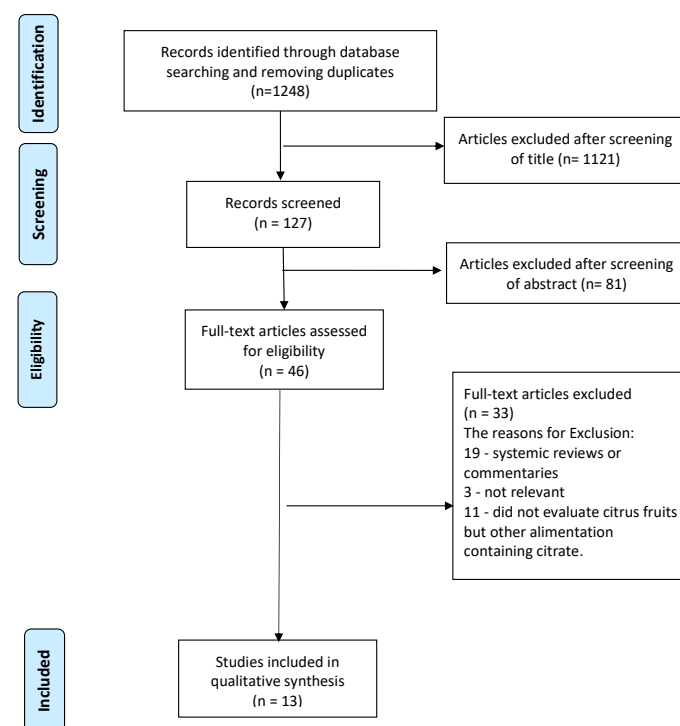 Identification
Records identified through database
searching and removing duplicates
(n=1248)
Articles excluded after screening
of title (n= 1121)
Screening
Records screened
(n = 127)
Articles excluded after screening
of abstract (n= 81)
Eligibility
Full-text articles assessed
for eligibility
(n = 46)
Full-text articles excluded
(n = 33)
The reasons for Exclusion:
19 - systemic reviews or
commentaries
3 - not relevant
11 - did not evaluate citrus fruits
but other alimentation
containing citrate.
Included
Studies included in
qualitative synthesis
(n = 13)